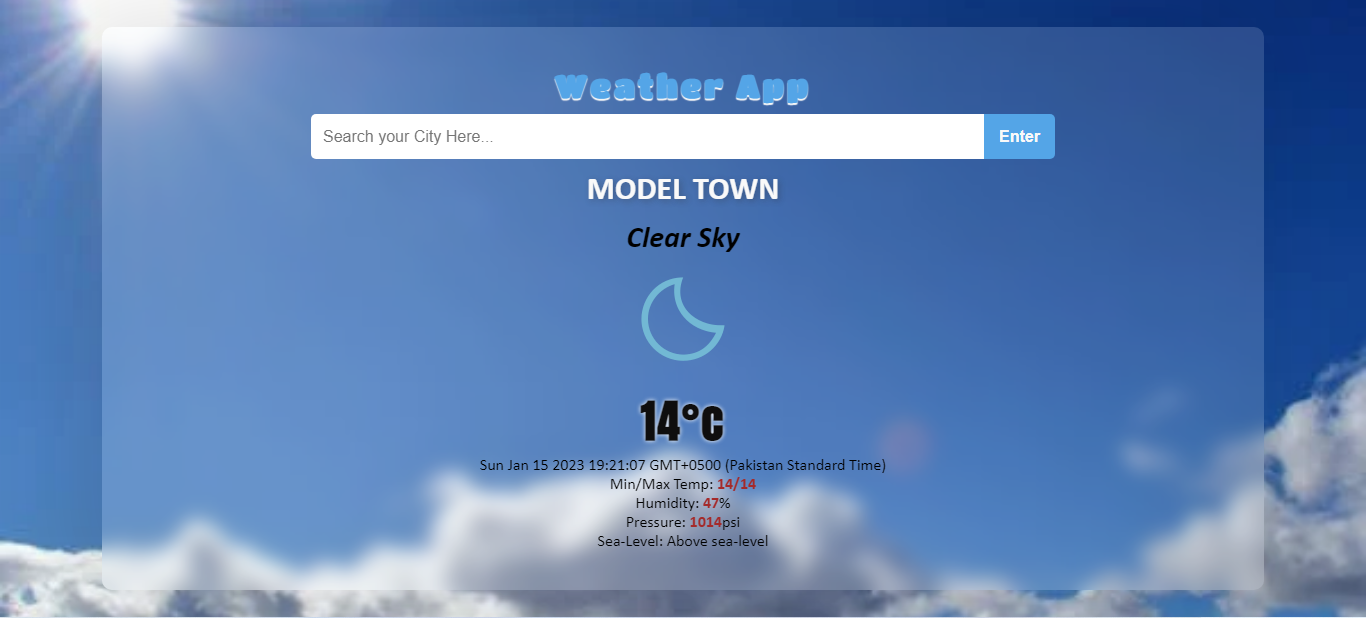 Weather App
Search your City Here...
Enter
MODEL TOWN
Clear Sky
14°C
Sun Jan 15 2023 19:21:07 GMT+0500 (Pakistan Standard Time)
Min/Max Temp: 14/14
Humidity: 47%
Pressure: 1014psi
Sea-Level: Above sea-level